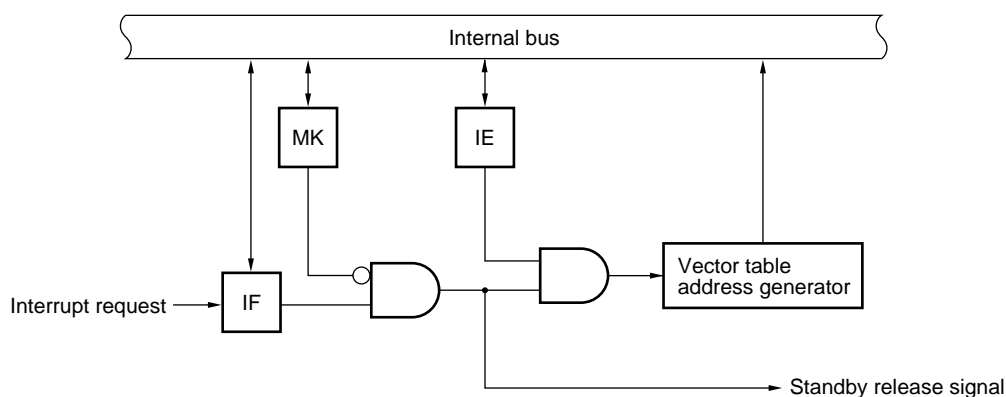 Internal bus
MK
IE
Interrupt request
IF
Vector table
address generator
Standby release signal